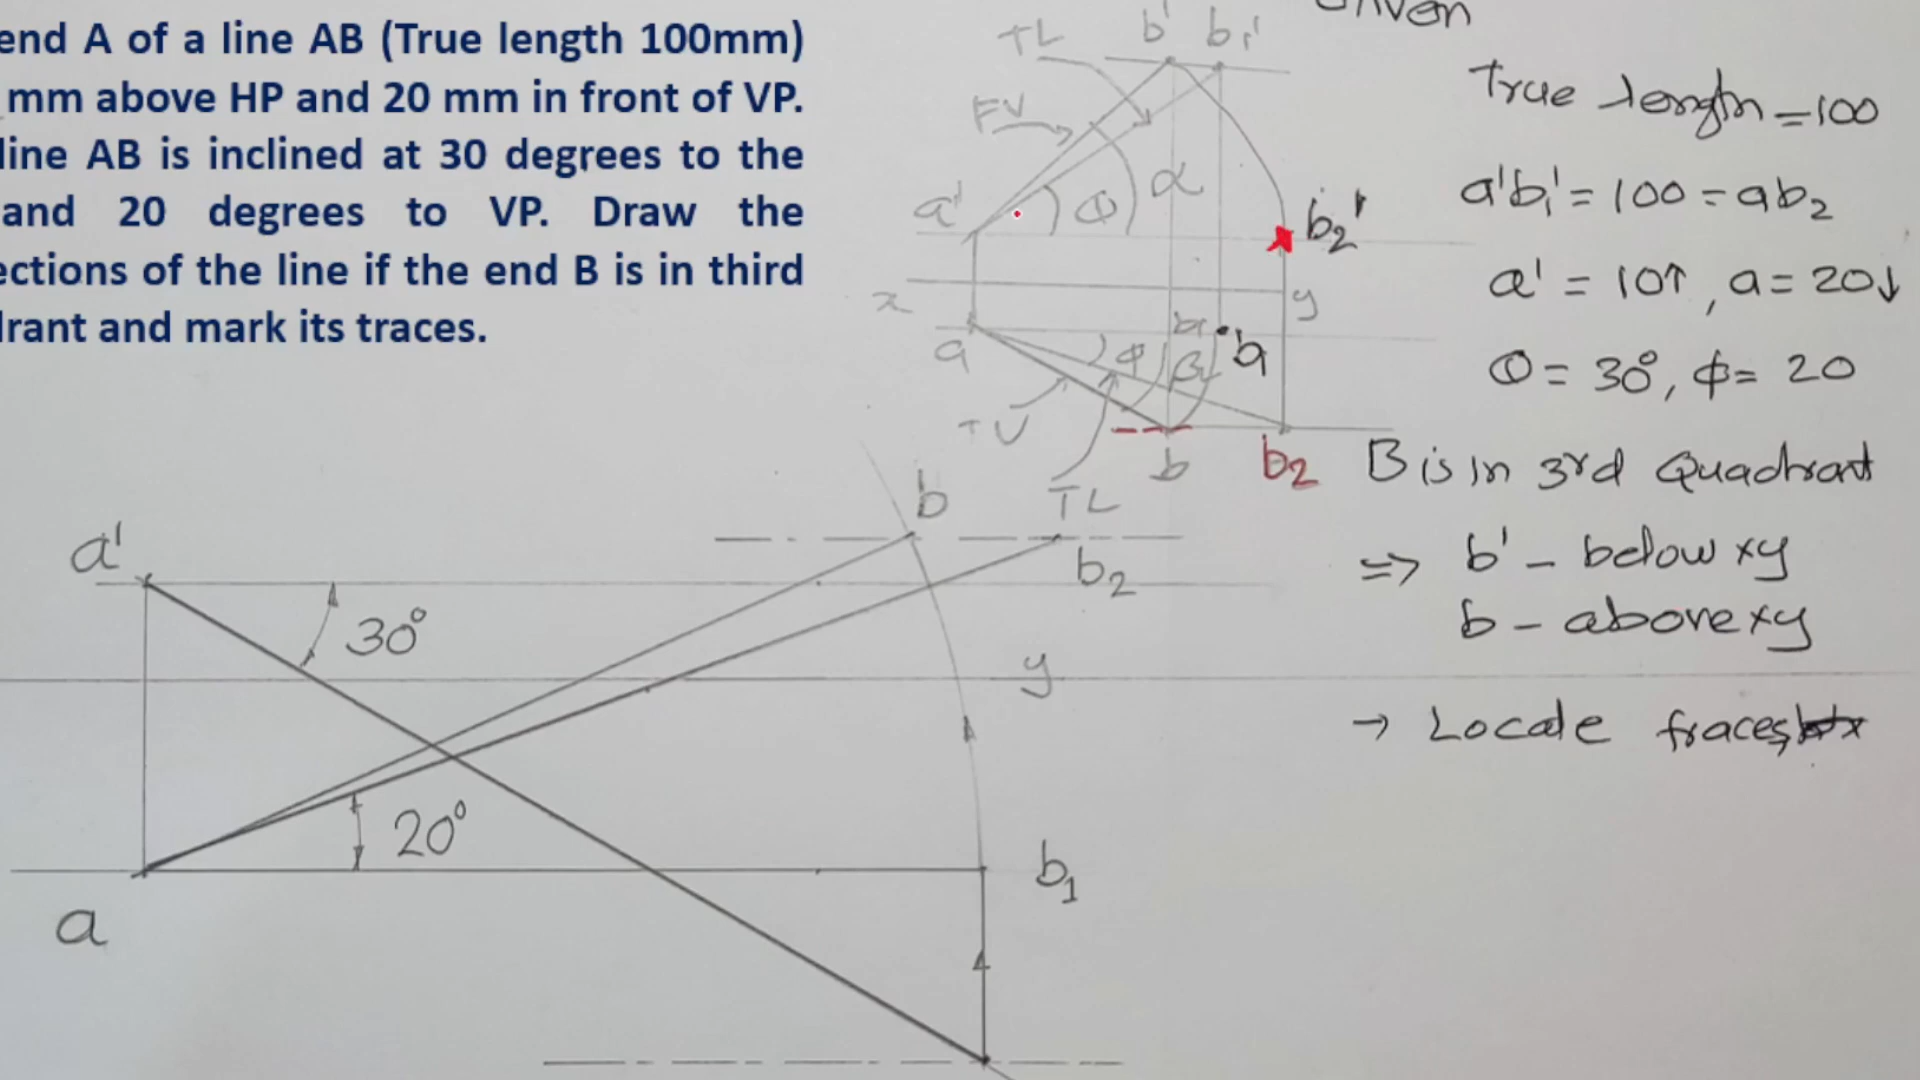 end A of a line AB (True length 100mm)
mm above HP and 20 mm in front of VP.
line AB is inclined at 30 degrees to the
and 20 degrees to VP. Draw the
ections of the line if the end B is in third
lrant and mark its traces.
Given
True length = 100
a'b₁' = 100 = ab₂
a' = 10↑, a = 20↓
θ = 30°, φ = 20
B is in 3rd Quadrant
⇒ b' - below xy
b - above xy
→ Locate traces
TL b' b₁'
FV
a' θ α b₂'
x y
a φ β b₁
TV
b b₂
TL
b
a' b₂
30°
y
20°
b₁
a